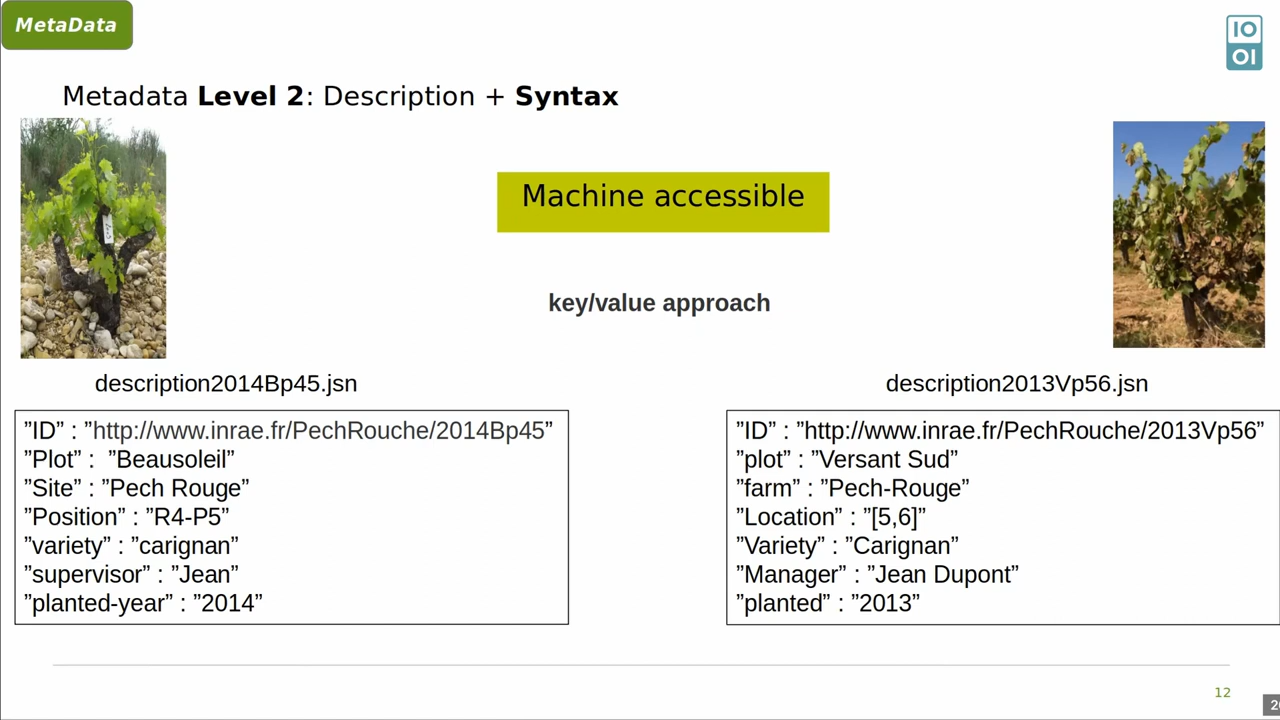 MetaData
IO
OI
Metadata Level 2: Description + Syntax
Machine accessible
key/value approach
description2014Bp45.jsn
”ID” : ”http://www.inrae.fr/PechRouche/2014Bp45”
”Plot” :  ”Beausoleil”
”Site” : ”Pech Rouge”
”Position” : ”R4-P5”
”variety” : ”carignan”
”supervisor” : ”Jean”
”planted-year” : ”2014”
description2013Vp56.jsn
”ID” : ”http://www.inrae.fr/PechRouche/2013Vp56”
”plot” : ”Versant Sud”
”farm” : ”Pech-Rouge”
”Location” : ”[5,6]”
”Variety” : ”Carignan”
”Manager” : ”Jean Dupont”
”planted” : ”2013”
12